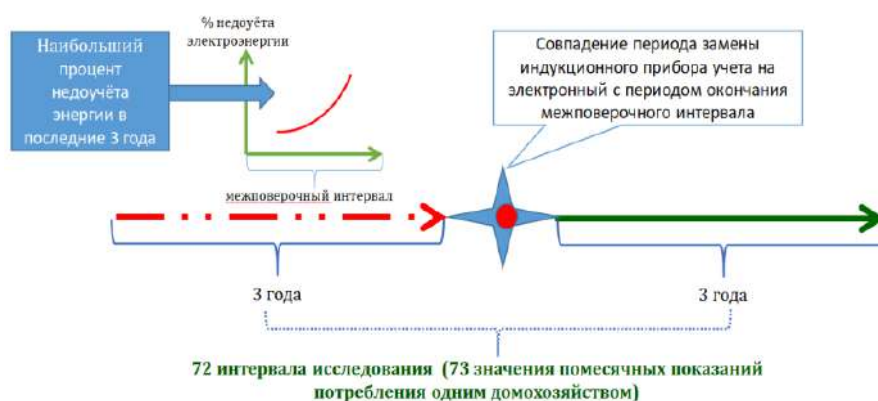 % недоуёта
электроэнергии
Наибольший
процент
недоучёта
энергии в
последние 3 года
Совпадение периода замены
индукционного прибора учета на
электронный с периодом окончания
межповерочного интервала
межповерочный интервал
3 года
3 года
72 интервала исследования (73 значения помесячных показаний
потребления одним домохозяйством)